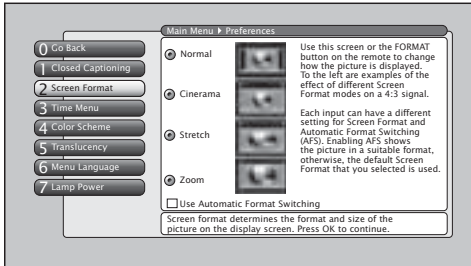 Main Menu ▶ Preferences
0 Go Back
1 Closed Captioning
2 Screen Format
3 Time Menu
4 Color Scheme
5 Translucency
6 Menu Language
7 Lamp Power
Normal
Cinerama
Stretch
Zoom
Use this screen or the FORMAT
button on the remote to change
how the picture is displayed.
To the left are examples of the
effect of different Screen
Format modes on a 4:3 signal.
Each input can have a different
setting for Screen Format and
Automatic Format Switching
(AFS). Enabling AFS shows
the picture in a suitable format,
otherwise, the default Screen
Format that you selected is used.
Use Automatic Format Switching
Screen format determines the format and size of the
picture on the display screen. Press OK to continue.